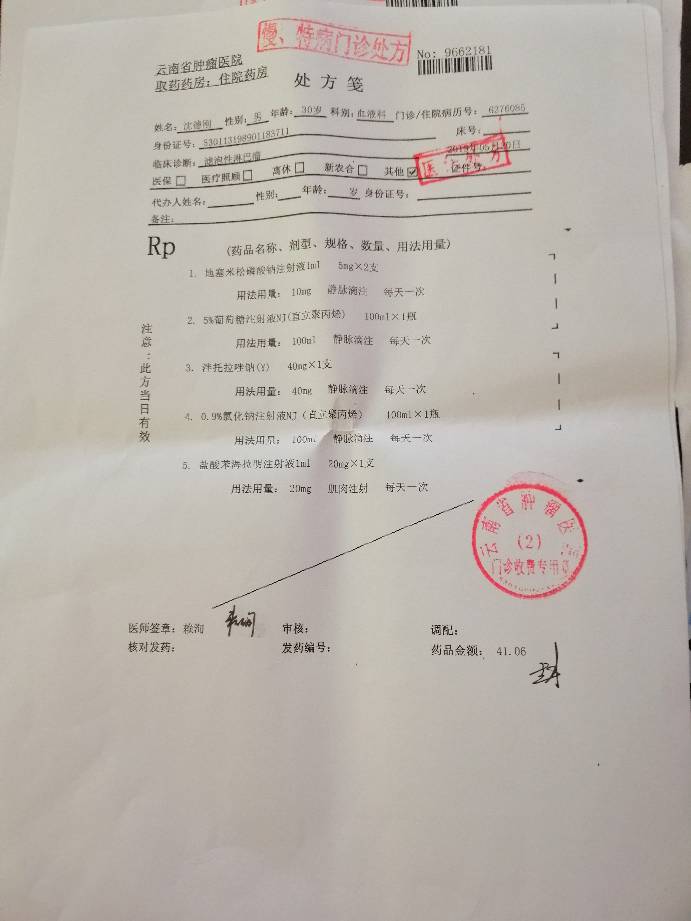 慢、特病门诊处方
云南省肿瘤医院
取药药房：住院药房
处方笺
No: 9662181
姓名：沈德刚 性别：男 年龄：30岁 科别：血液科 门诊/住院病历号：6376085
身份证号：530113198901183711 床号：
临床诊断：滤泡性淋巴瘤
医保□ 医疗照顾□ 离休□ 新农合□ 其他☑ 证件号：
代办人姓名： 性别： 年龄： 岁 身份证号：
备注：
Rp (药品名称、剂型、规格、数量、用法用量)
1. 地塞米松磷酸钠注射液1ml 5mg×2支
用法用量： 10mg 静脉滴注 每天一次
2. 5%葡萄糖注射液NJ(直立聚丙烯) 100ml×1瓶
用法用量： 100ml 静脉滴注 每天一次
3. 泮托拉唑钠(Y) 40mg×1支
用法用量： 40mg 静脉滴注 每天一次
4. 0.9%氯化钠注射液NJ(直立聚丙烯) 100ml×1瓶
用法用量： 100ml 静脉滴注 每天一次
5. 盐酸苯海拉明注射液1ml 20mg×1支
用法用量： 20mg 肌肉注射 每天一次
注意：此方当日有效
云南省肿瘤医
(2)
门诊收费专用章
医师签章：赖洵 审核： 调配：
核对发药： 发药编号： 药品金额： 41.06